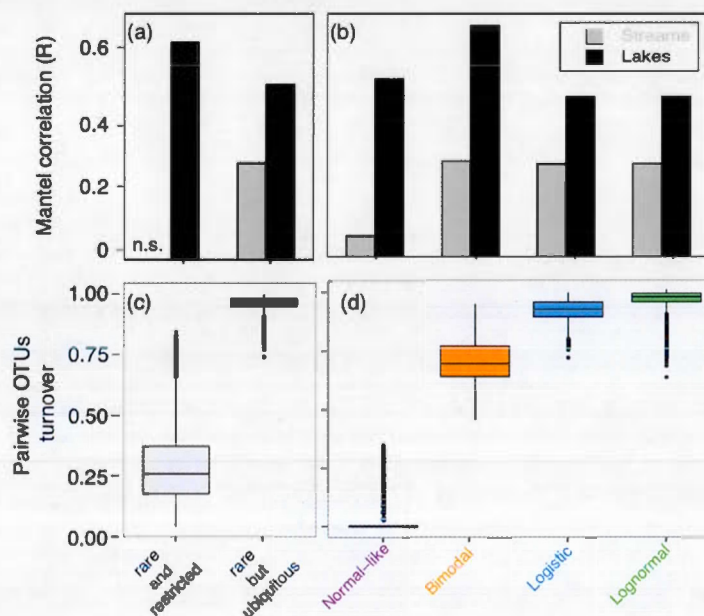 (a)
(b)
Streams
Lakes
Mantel correlation (R)
0.6
0.4
0.2
0
n.s.
(c)
(d)
Pairwise OTUs
turnover
1.00
0.75
0.50
0.25
0.00
rare
and
restricted
rare
but
ubiquitous
Normal-like
Bimodal
Logistic
Lognormal